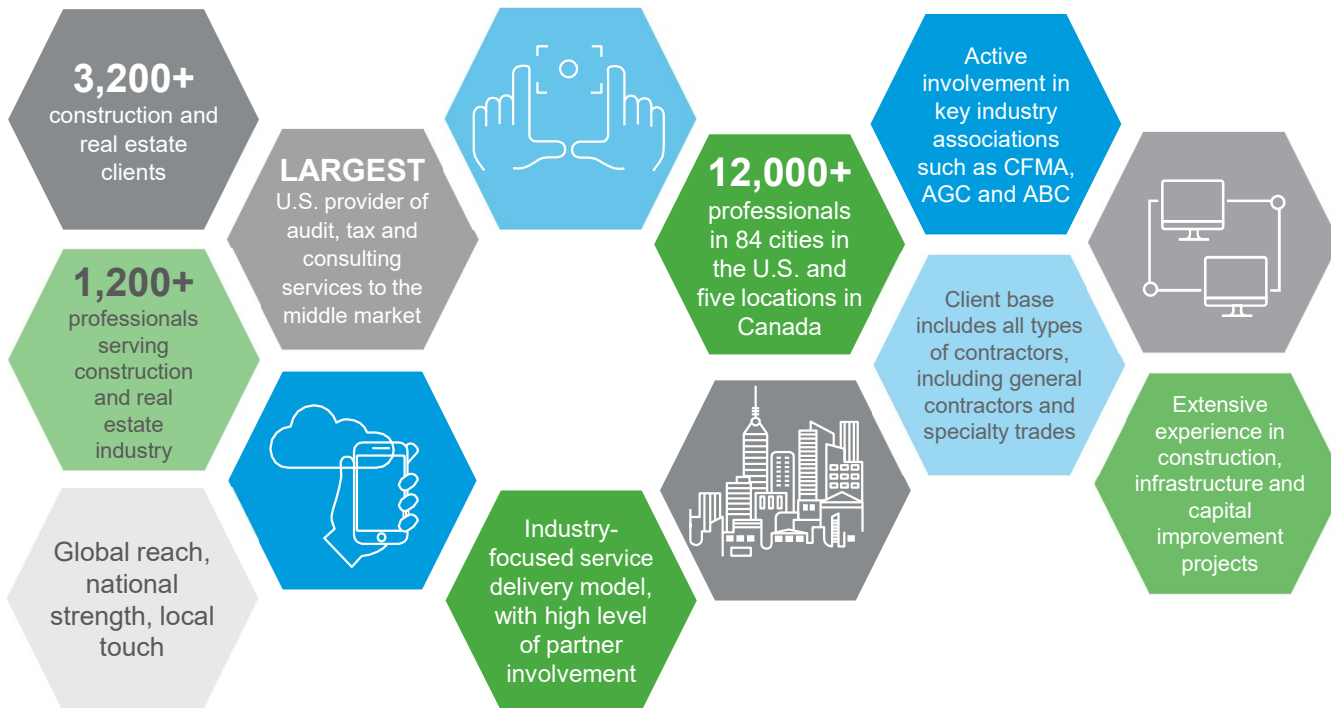 3,200+
construction and
real estate
clients
LARGEST
U.S. provider of
audit, tax and
consulting
services to the
middle market
12,000+
professionals
in 84 cities in
the U.S. and
five locations in
Canada
Active
involvement in
key industry
associations
such as CFMA,
AGC and ABC
1,200+
professionals
serving
construction
and real
estate
industry
Client base
includes all types
of contractors,
including general
contractors and
specialty trades
Extensive
experience in
construction,
infrastructure and
capital
improvement
projects
Global reach,
national
strength, local
touch
Industry-
focused service
delivery model,
with high level
of partner
involvement